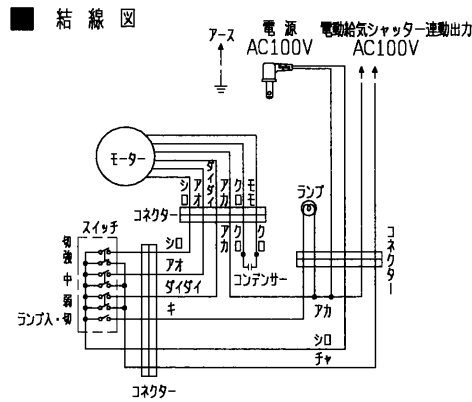 ■ 結線図
アース
電源
AC100V
電動給気シャッター連動出力
AC100V
モーター
シロ
アオ
ダイダイ
アカ
クロ
モモ
コネクター
アカ
クロ
クロ
コンデンサー
ランプ
コネクター
スイッチ
切
強
中
弱
ランプ入・切
シロ
アオ
ダイダイ
キ
アカ
シロ
チャ
コネクター